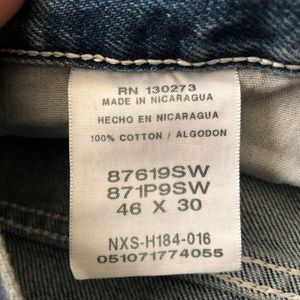 RN 130273
MADE IN NICARAGUA
HECHO EN NICARAGUA
100% COTTON / ALGODON
87619SW
871P9SW
46 X 30
NXS-H184-016
051071774055